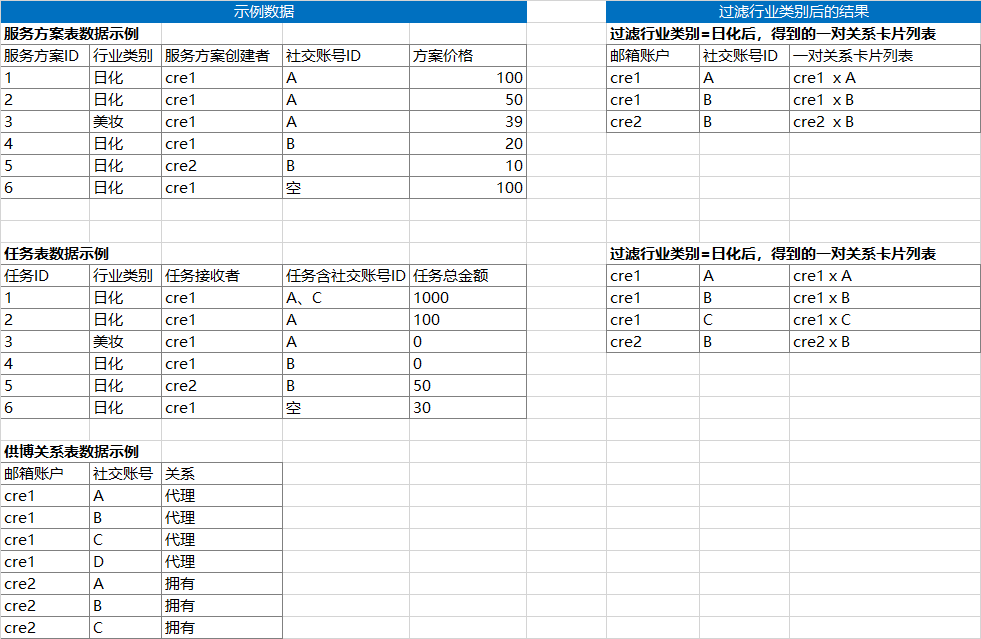 示例数据 过滤行业类别后的结果
服务方案表数据示例 过滤行业类别=日化后，得到的一对关系卡片列表
服务方案ID 行业类别 服务方案创建者 社交账号ID 方案价格 邮箱账户 社交账号ID 一对关系卡片列表
1 日化 cre1 A 100 cre1 A cre1 x A
2 日化 cre1 A 50 cre1 B cre1 x B
3 美妆 cre1 A 39 cre2 B cre2 x B
4 日化 cre1 B 20
5 日化 cre2 B 10
6 日化 cre1 空 100
任务表数据示例 过滤行业类别=日化后，得到的一对关系卡片列表
任务ID 行业类别 任务接收者 任务含社交账号ID 任务总金额 cre1 A cre1 x A
1 日化 cre1 A、C 1000 cre1 B cre1 x B
2 日化 cre1 A 100 cre1 C cre1 x C
3 美妆 cre1 A 0 cre2 B cre2 x B
4 日化 cre1 B 0
5 日化 cre2 B 50
6 日化 cre1 空 30
供博关系表数据示例
邮箱账户 社交账号 关系
cre1 A 代理
cre1 B 代理
cre1 C 代理
cre1 D 代理
cre2 A 拥有
cre2 B 拥有
cre2 C 拥有